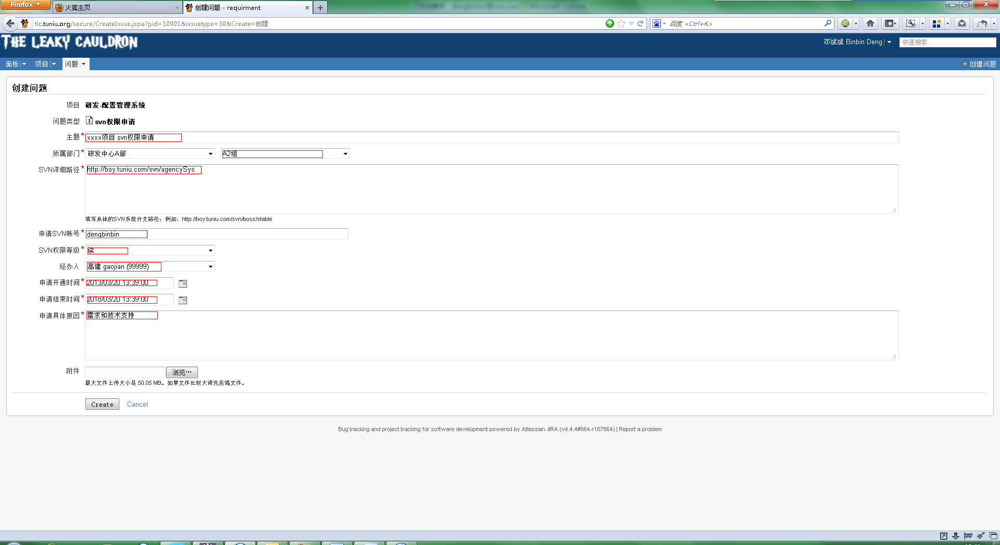 Firefox
火狐主页
创建问题 - requirment
tlc.tuniu.org/secure/CreateIssue.jspa?pid=10901&issuetype=30&Create=创建
百度 <Ctrl+K>
THE LEAKY CAULDRON
邓斌斌 Binbin Deng
快速搜索
面板
项目
问题
创建问题
创建问题
项目 研发-配置管理系统
问题类型 svn权限申请
主题* xxxx项目 svn权限申请
所属部门* 研发中心A部 A2组
SVN详细路径* http://boy.tuniu.com/svn/agencySys
填写具体的SVN系统分支路径；例如：http://boy.tuniu.com/svn/boss/stable
申请SVN帐号* dengbinbin
SVN权限等级* 读
经办人 高建 gaojian (99999)
申请开通时间* 2013/03/20 13:39:00
申请结束时间* 2018/03/20 13:39:00
申请具体原因* 需求和技术支持
附件 浏览…
最大文件上传大小是 50.05 MB。如果文件比较大请先压缩文件。
Create Cancel
Bug tracking and project tracking for software development powered by Atlassian JIRA (v4.4.4#664-r167664) | Report a problem